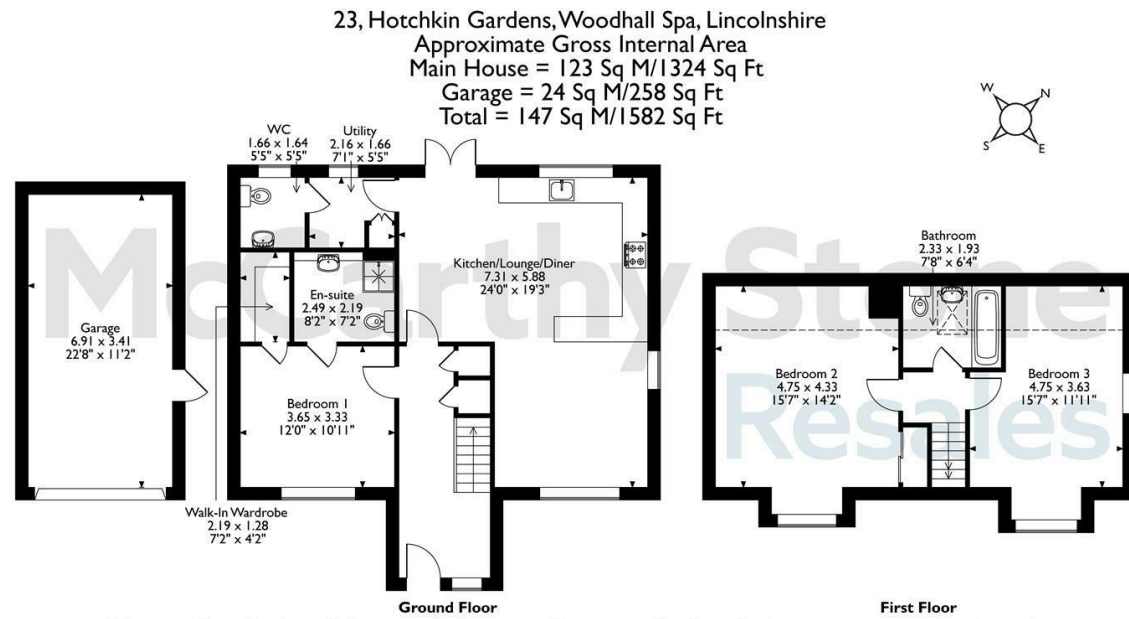 23, Hotchkin Gardens, Woodhall Spa, Lincolnshire
Approximate Gross Internal Area
Main House = 123 Sq M/1324 Sq Ft
Garage = 24 Sq M/258 Sq Ft
Total = 147 Sq M/1582 Sq Ft
W
N
S
E
WC
1.66 x 1.64
5'5" x 5'5"
Utility
2.16 x 1.66
7'1" x 5'5"
Kitchen/Lounge/Diner
7.31 x 5.88
24'0" x 19'3"
En-suite
2.49 x 2.19
8'2" x 7'2"
Garage
6.91 x 3.41
22'8" x 11'2"
Bedroom 1
3.65 x 3.33
12'0" x 10'11"
Walk-In Wardrobe
2.19 x 1.28
7'2" x 4'2"
Ground Floor
Bathroom
2.33 x 1.93
7'8" x 6'4"
Bedroom 2
4.75 x 4.33
15'7" x 14'2"
Bedroom 3
4.75 x 3.63
15'7" x 11'11"
First Floor
McCarthy Stone
Resales